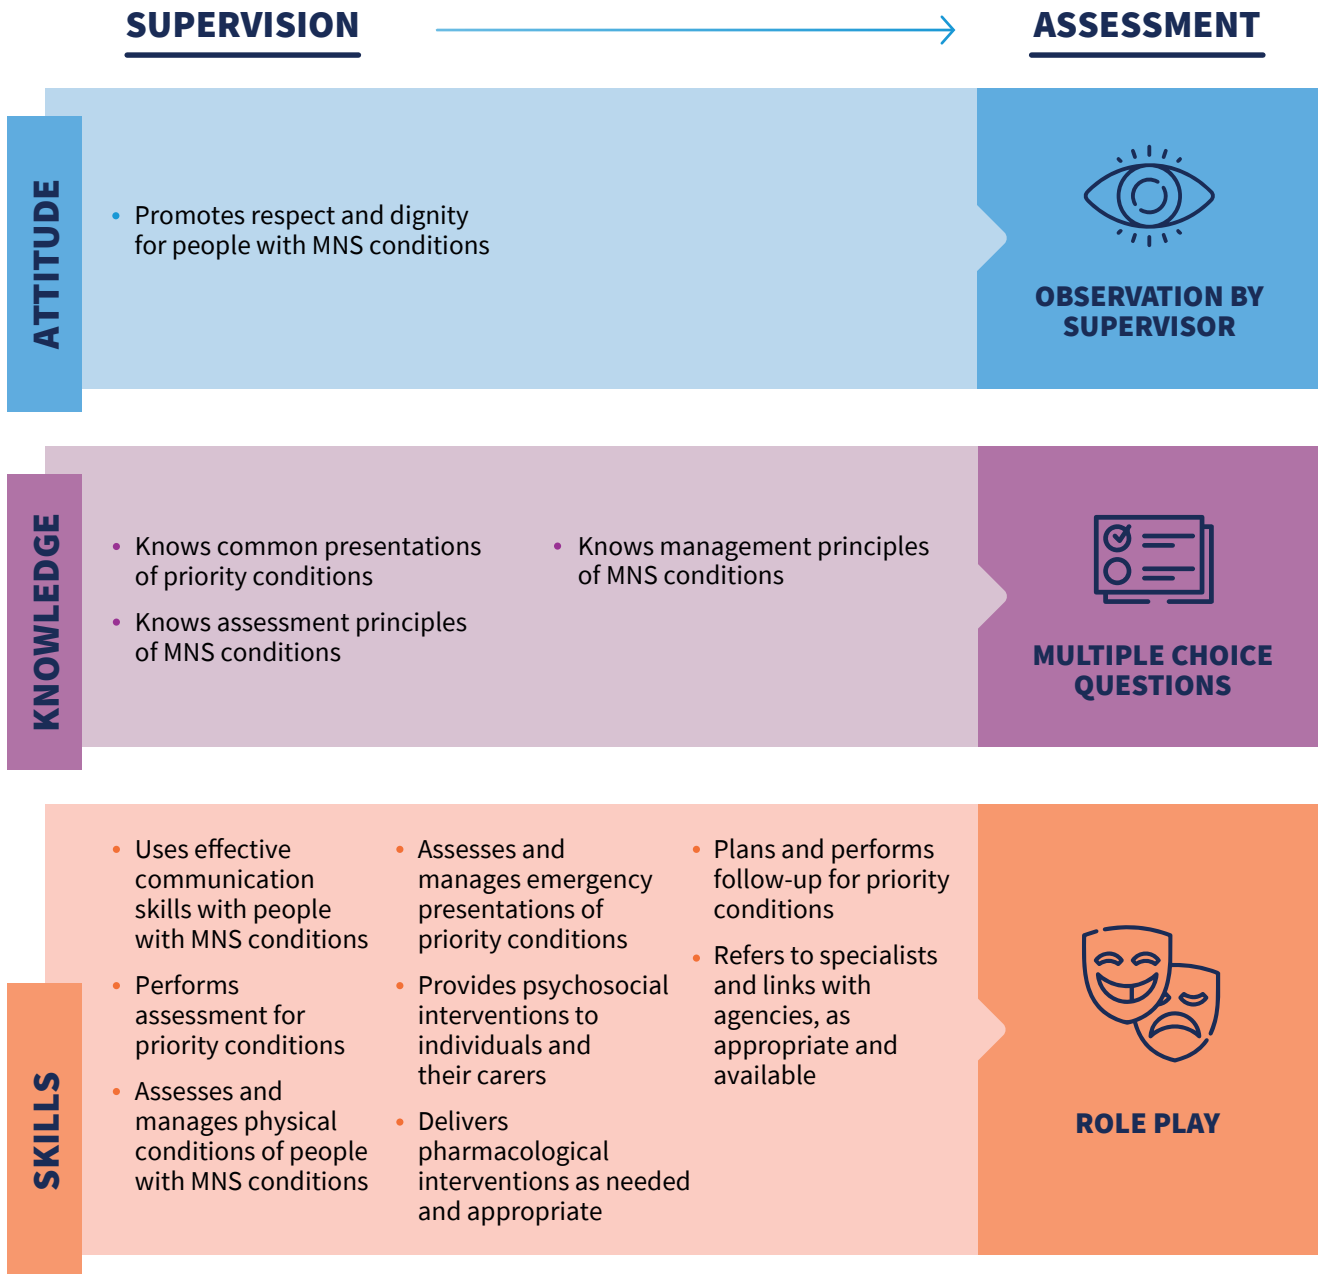 SUPERVISION
ASSESSMENT
ATTITUDE
• Promotes respect and dignity
for people with MNS conditions
OBSERVATION BY
SUPERVISOR
KNOWLEDGE
• Knows common presentations
of priority conditions
• Knows assessment principles
of MNS conditions
• Knows management principles
of MNS conditions
MULTIPLE CHOICE
QUESTIONS
SKILLS
• Uses effective
communication
skills with people
with MNS conditions
• Performs
assessment for
priority conditions
• Assesses and
manages physical
conditions of people
with MNS conditions
• Assesses and
manages emergency
presentations of
priority conditions
• Provides psychosocial
interventions to
individuals and
their carers
• Delivers
pharmacological
interventions as needed
and appropriate
• Plans and performs
follow-up for priority
conditions
• Refers to specialists
and links with
agencies, as
appropriate and
available
ROLE PLAY